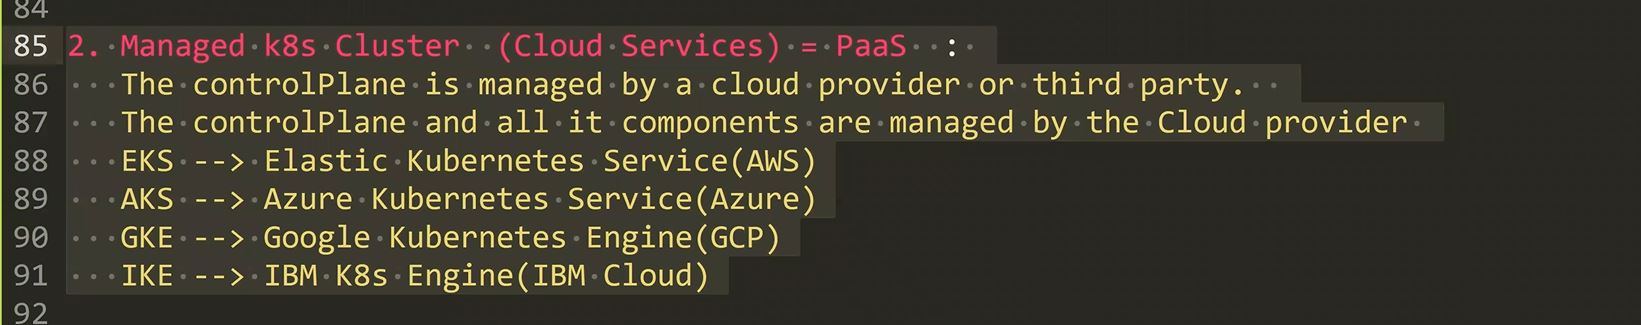 84
85 2. Managed k8s Cluster  (Cloud Services) = PaaS  :
86 The controlPlane is managed by a cloud provider or third party.
87 The controlPlane and all it components are managed by the Cloud provider
88 EKS --> Elastic Kubernetes Service(AWS)
89 AKS --> Azure Kubernetes Service(Azure)
90 GKE --> Google Kubernetes Engine(GCP)
91 IKE --> IBM K8s Engine(IBM Cloud)
92